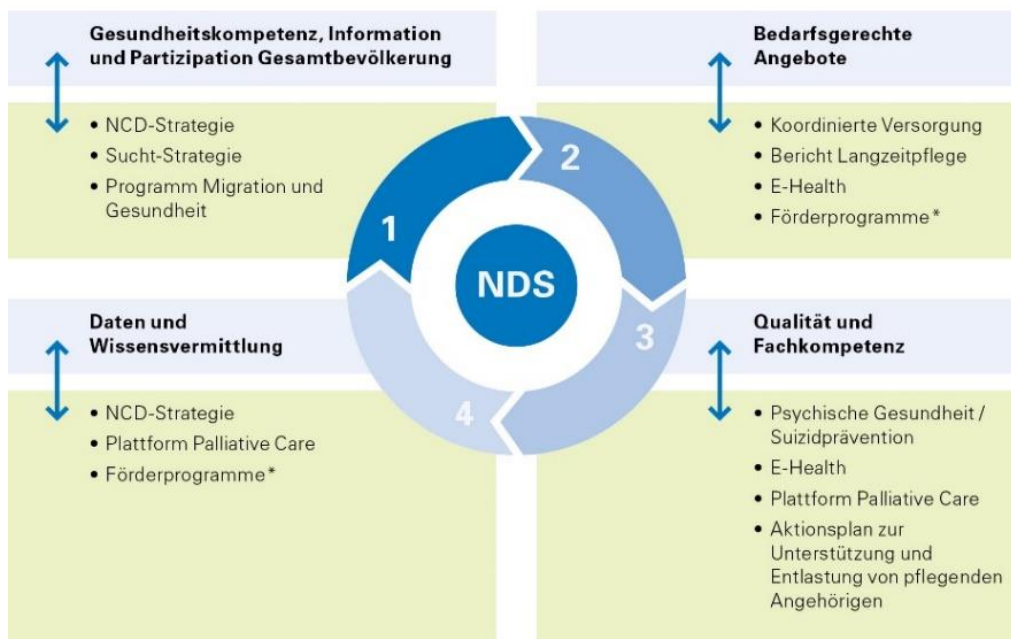 Gesundheitskompetenz, Information
und Partizipation Gesamtbevölkerung
• NCD-Strategie
• Sucht-Strategie
• Programm Migration und
Gesundheit
Bedarfsgerechte
Angebote
• Koordinierte Versorgung
• Bericht Langzeitpflege
• E-Health
• Förderprogramme*
1
2
NDS
3
4
Daten und
Wissensvermittlung
• NCD-Strategie
• Plattform Palliative Care
• Förderprogramme*
Qualität und
Fachkompetenz
• Psychische Gesundheit /
Suizidprävention
• E-Health
• Plattform Palliative Care
• Aktionsplan zur
Unterstützung und
Entlastung von pflegenden
Angehörigen